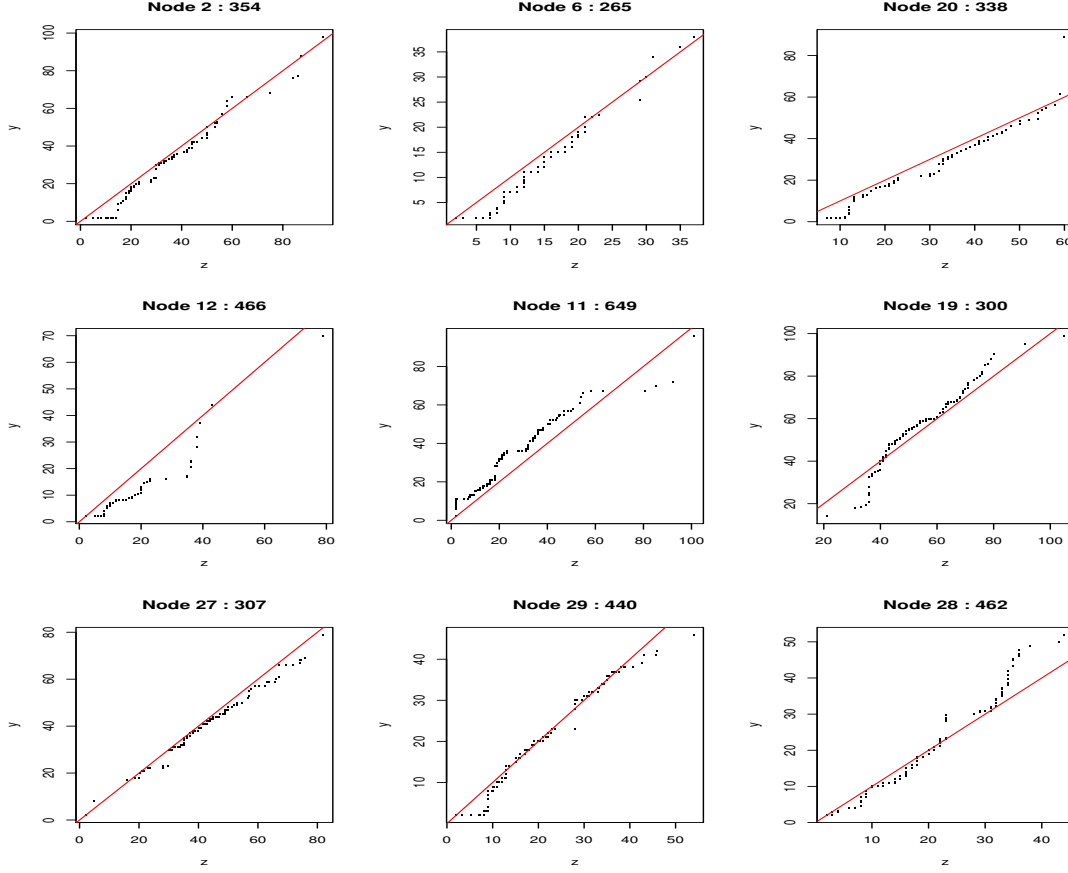 Node 2 : 354
Node 6 : 265
Node 20 : 338
y
0 20 40 60 80 100
0 20 40 60 80
z
y
5 10 15 20 25 30 35
5 10 15 20 25 30 35
z
y
0 20 40 60 80
10 20 30 40 50 60
z
Node 12 : 466
Node 11 : 649
Node 19 : 300
y
0 10 20 30 40 50 60 70
0 20 40 60 80
z
y
0 20 40 60 80
0 20 40 60 80 100
z
y
20 40 60 80 100
20 40 60 80 100
z
Node 27 : 307
Node 29 : 440
Node 28 : 462
y
0 20 40 60 80
0 20 40 60 80
z
y
10 20 30 40
0 10 20 30 40 50
z
y
0 10 20 30 40 50
10 20 30 40
z